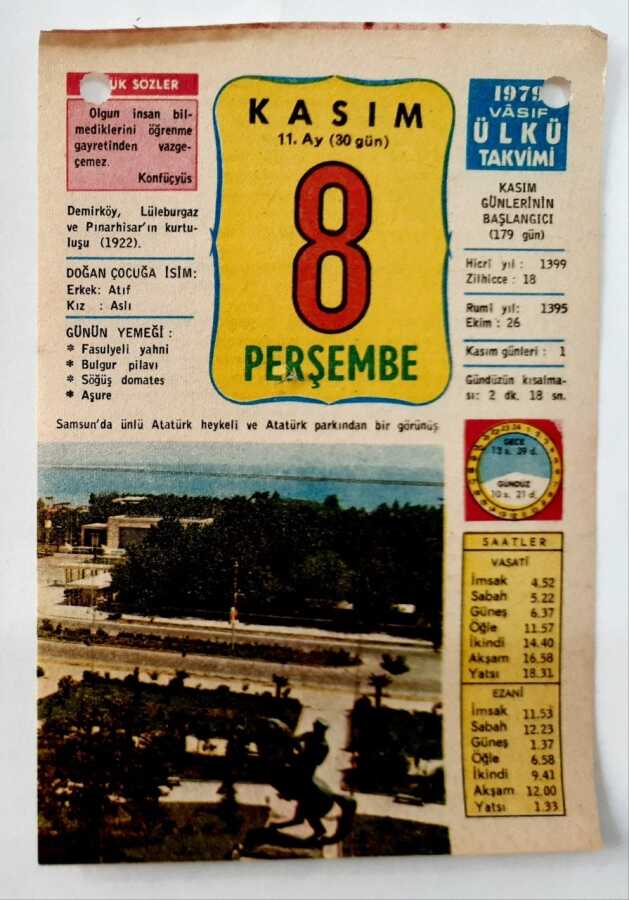 UK SÖZLER
Olgun insan bil-
mediklerini öğrenme
gayretinden vazge-
çemez.
Konfüçyüs
Demirköy, Lüleburgaz
ve Pınarhisar'ın kurtu-
luşu (1922).
DOĞAN ÇOCUĞA İSİM:
Erkek: Atıf
Kız : Aslı
GÜNÜN YEMEĞİ :
* Fasulyeli yahni
* Bulgur pilavı
* Söğüş domates
* Aşure
KASIM
11. Ay (30 gün)
8
PERŞEMBE
1979
VÂSIF
ÜLKÜ
TAKVİMİ
KASIM
GÜNLERİNİN
BAŞLANGICI
(179 gün)
Hicrî yıl : 1399
Zilhicce : 18
Rumî yıl: 1395
Ekim : 26
Kasım günleri : 1
Gündüzün kısalma-
sı: 2 dk. 18 sn.
Samsun'da ünlü Atatürk heykeli ve Atatürk parkından bir görünüş
GECE
13 s. 39 d.
GÜNDÜZ
10 s. 21 d.
SAATLER
VASATÎ
İmsak 4.52
Sabah 5.22
Güneş 6.37
Öğle 11.57
İkindi 14.40
Akşam 16.58
Yatsı 18.31
EZANÎ
İmsak 11.53
Sabah 12.23
Güneş 1.37
Öğle 6.58
İkindi 9.41
Akşam 12.00
Yatsı 1.33